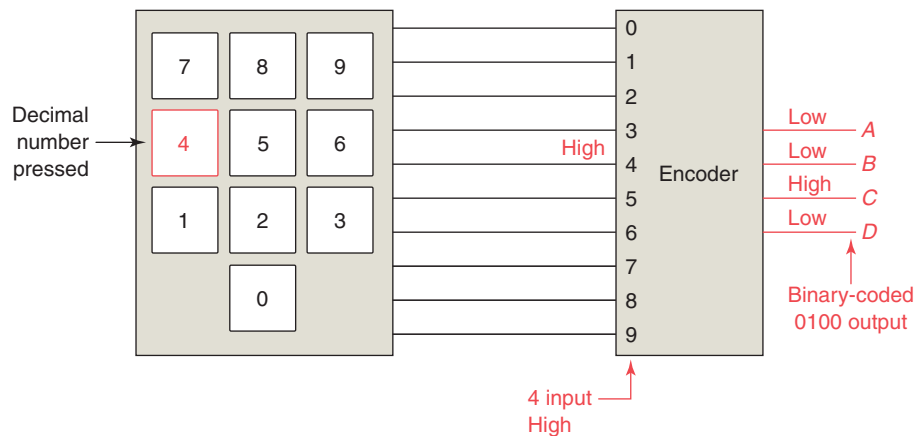 Decimal
number
pressed
7 8 9
4 5 6
1 2 3
0
High
0
1
2
3
4
5
6
7
8
9
Encoder
Low A
Low B
High C
Low D
Binary-coded
0100 output
4 input
High